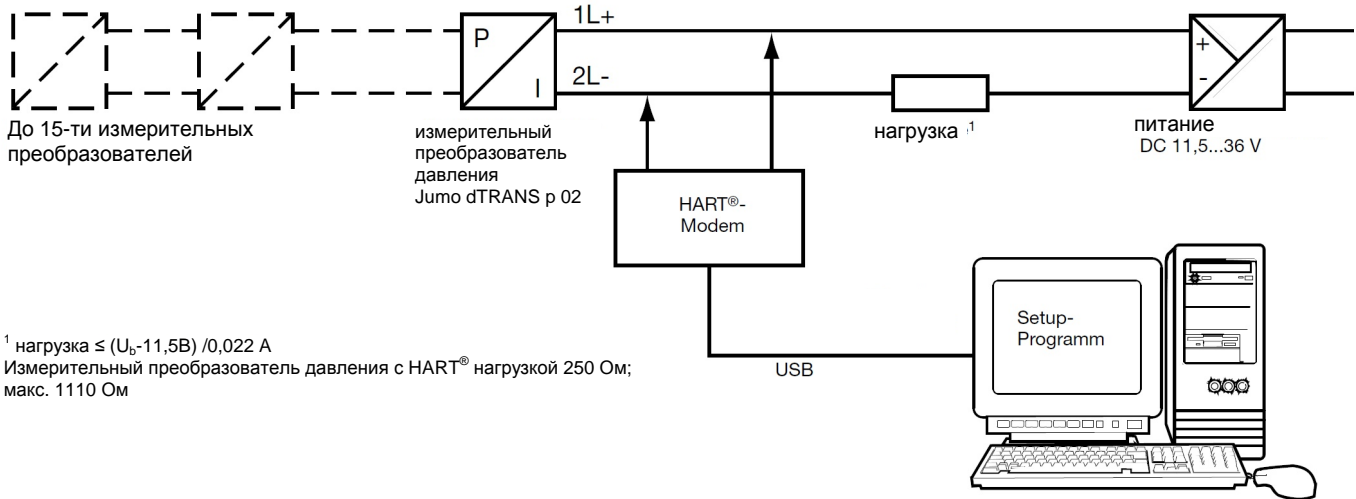 1L+
P
2L-
I
+
-
До 15-ти измерительных
преобразователей
измерительный
преобразователь
давления
Jumo dTRANS p 02
нагрузка ¹
питание
DC 11,5...36 V
HART®-
Modem
Setup-
Programm
USB
¹ нагрузка ≤ (U_b-11,5В) /0,022 А
Измерительный преобразователь давления с HART® нагрузкой 250 Ом;
макс. 1110 Ом